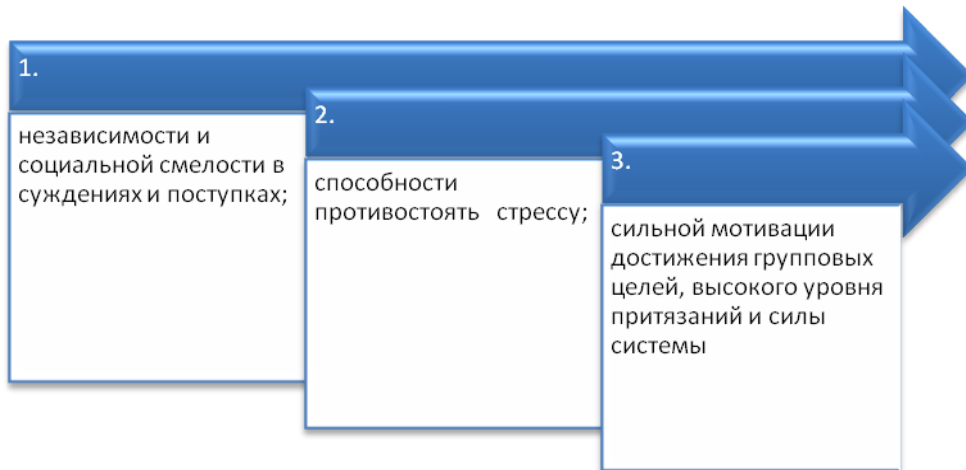 1.
независимости и
социальной смелости в
суждениях и поступках;
2.
способности
противостоять стрессу;
3.
сильной мотивации
достижения групповых
целей, высокого уровня
притязаний и силы
системы